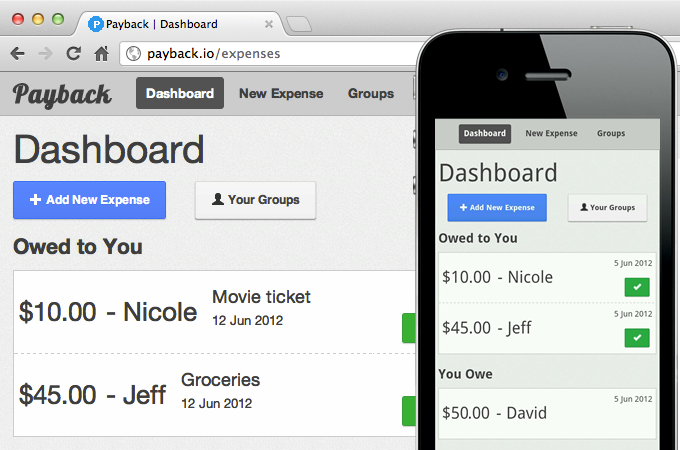 Payback | Dashboard
payback.io/expenses
Payback
Dashboard New Expense Groups
Dashboard
Add New Expense Your Groups
Owed to You
$10.00 - Nicole Movie ticket
12 Jun 2012
$45.00 - Jeff Groceries
12 Jun 2012
Dashboard New Expense Groups
Dashboard
Add New Expense Your Groups
Owed to You
5 Jun 2012
$10.00 - Nicole
5 Jun 2012
$45.00 - Jeff
You Owe
5 Jun 2012
$50.00 - David